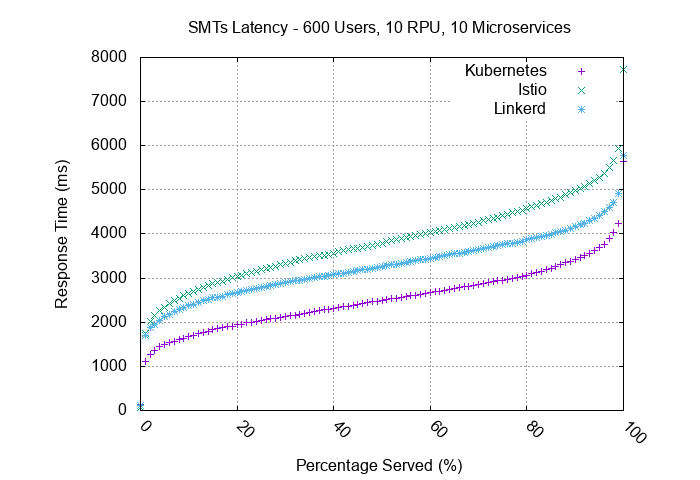 SMTs Latency - 600 Users, 10 RPU, 10 Microservices
8000
7000
6000
5000
4000
3000
2000
1000
0
Response Time (ms)
Kubernetes
Istio
Linkerd
0
20
40
60
80
100
Percentage Served (%)